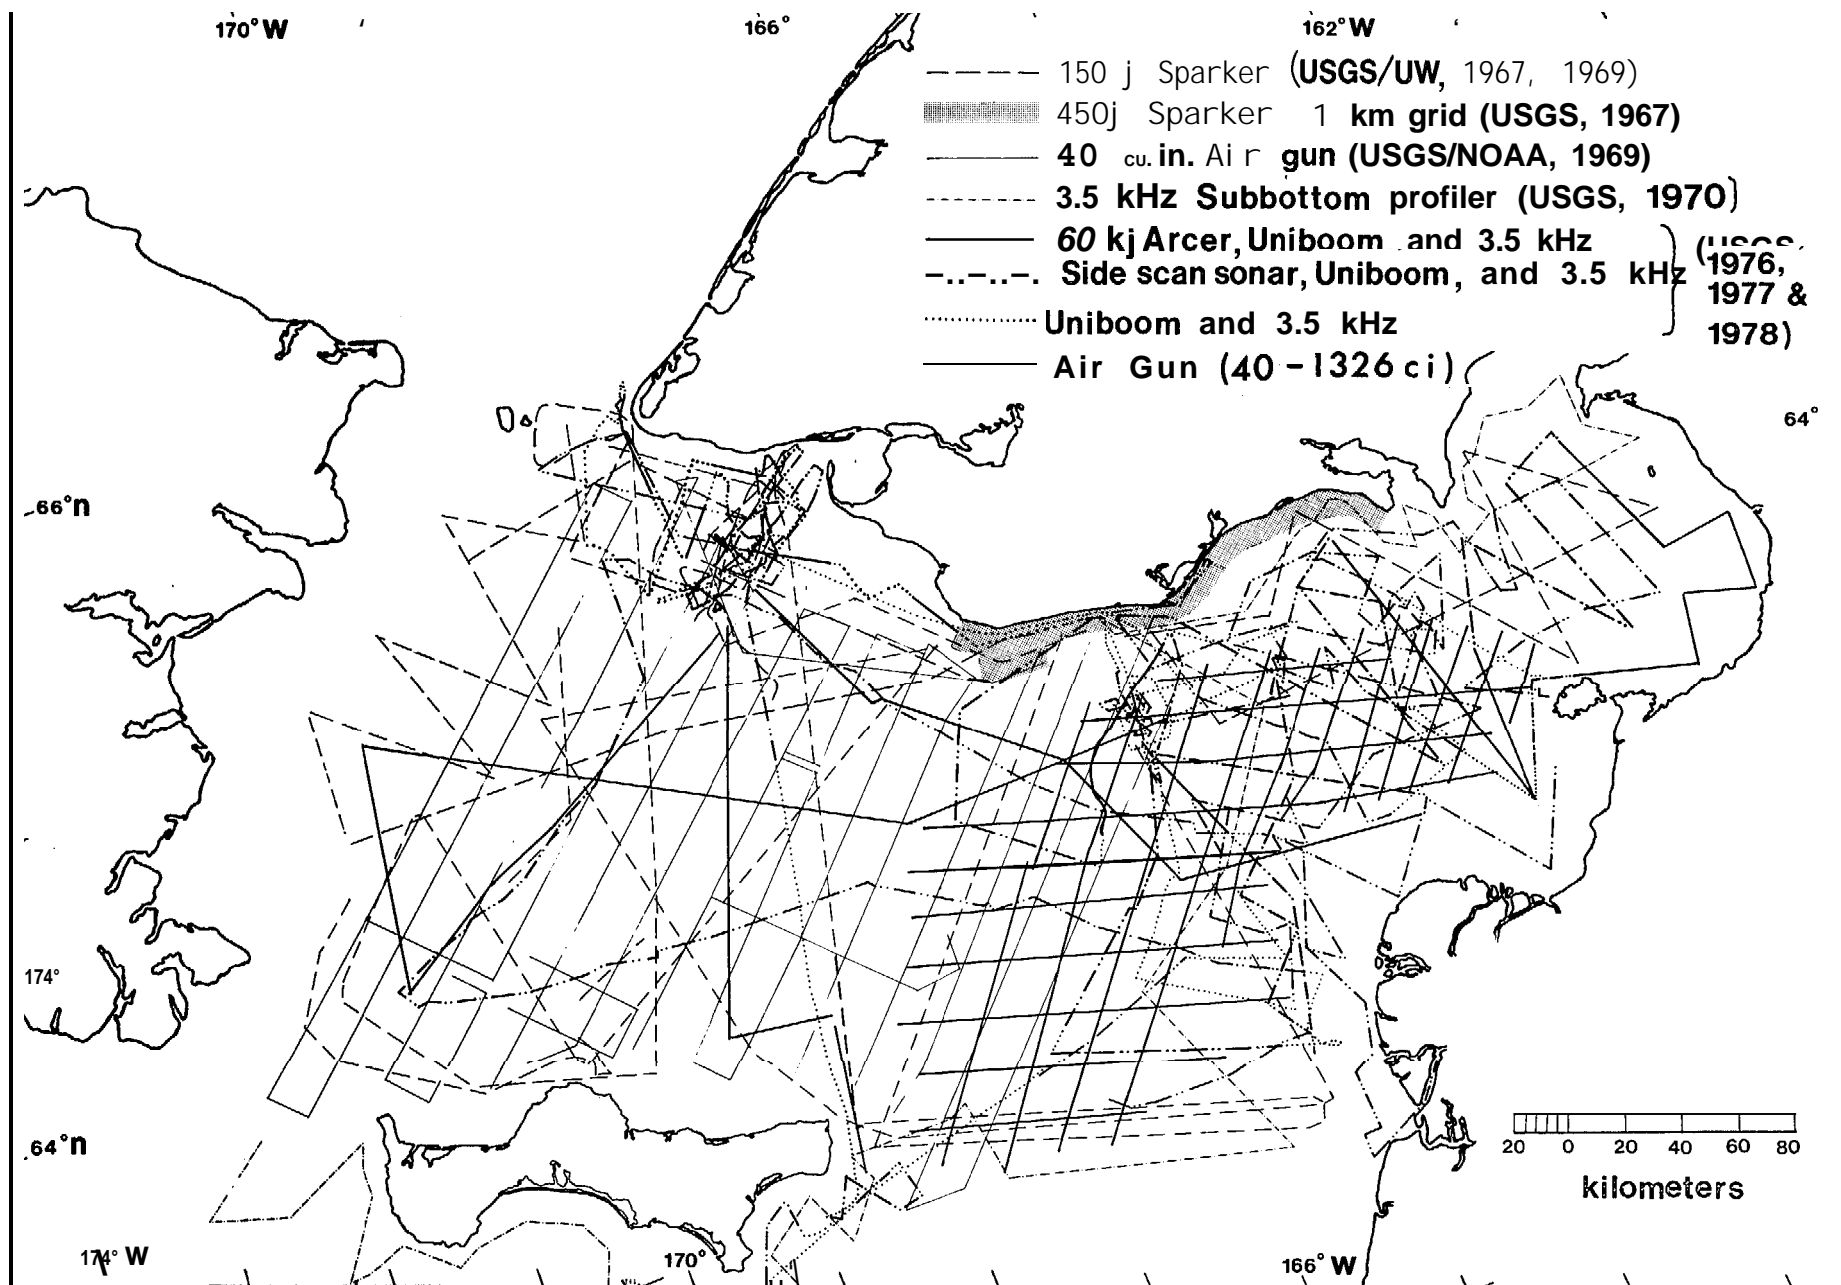 170° W
166°
162° W
150 j Sparker (USGS/UW, 1967, 1969)
450j Sparker 1 km grid (USGS, 1967)
40 cu. in. Air gun (USGS/NOAA, 1969)
3.5 kHz Subbottom profiler (USGS, 1970)
60 kj Arcer, Uniboom and 3.5 kHz
(USGS,
Side scan sonar, Uniboom, and 3.5 kHz
1976,
1977 &
Uniboom and 3.5 kHz
1978)
Air Gun (40-1326 ci)
64°
66°n
174°
64°n
20 0 20 40 60 80
kilometers
174° W
170°
166° W